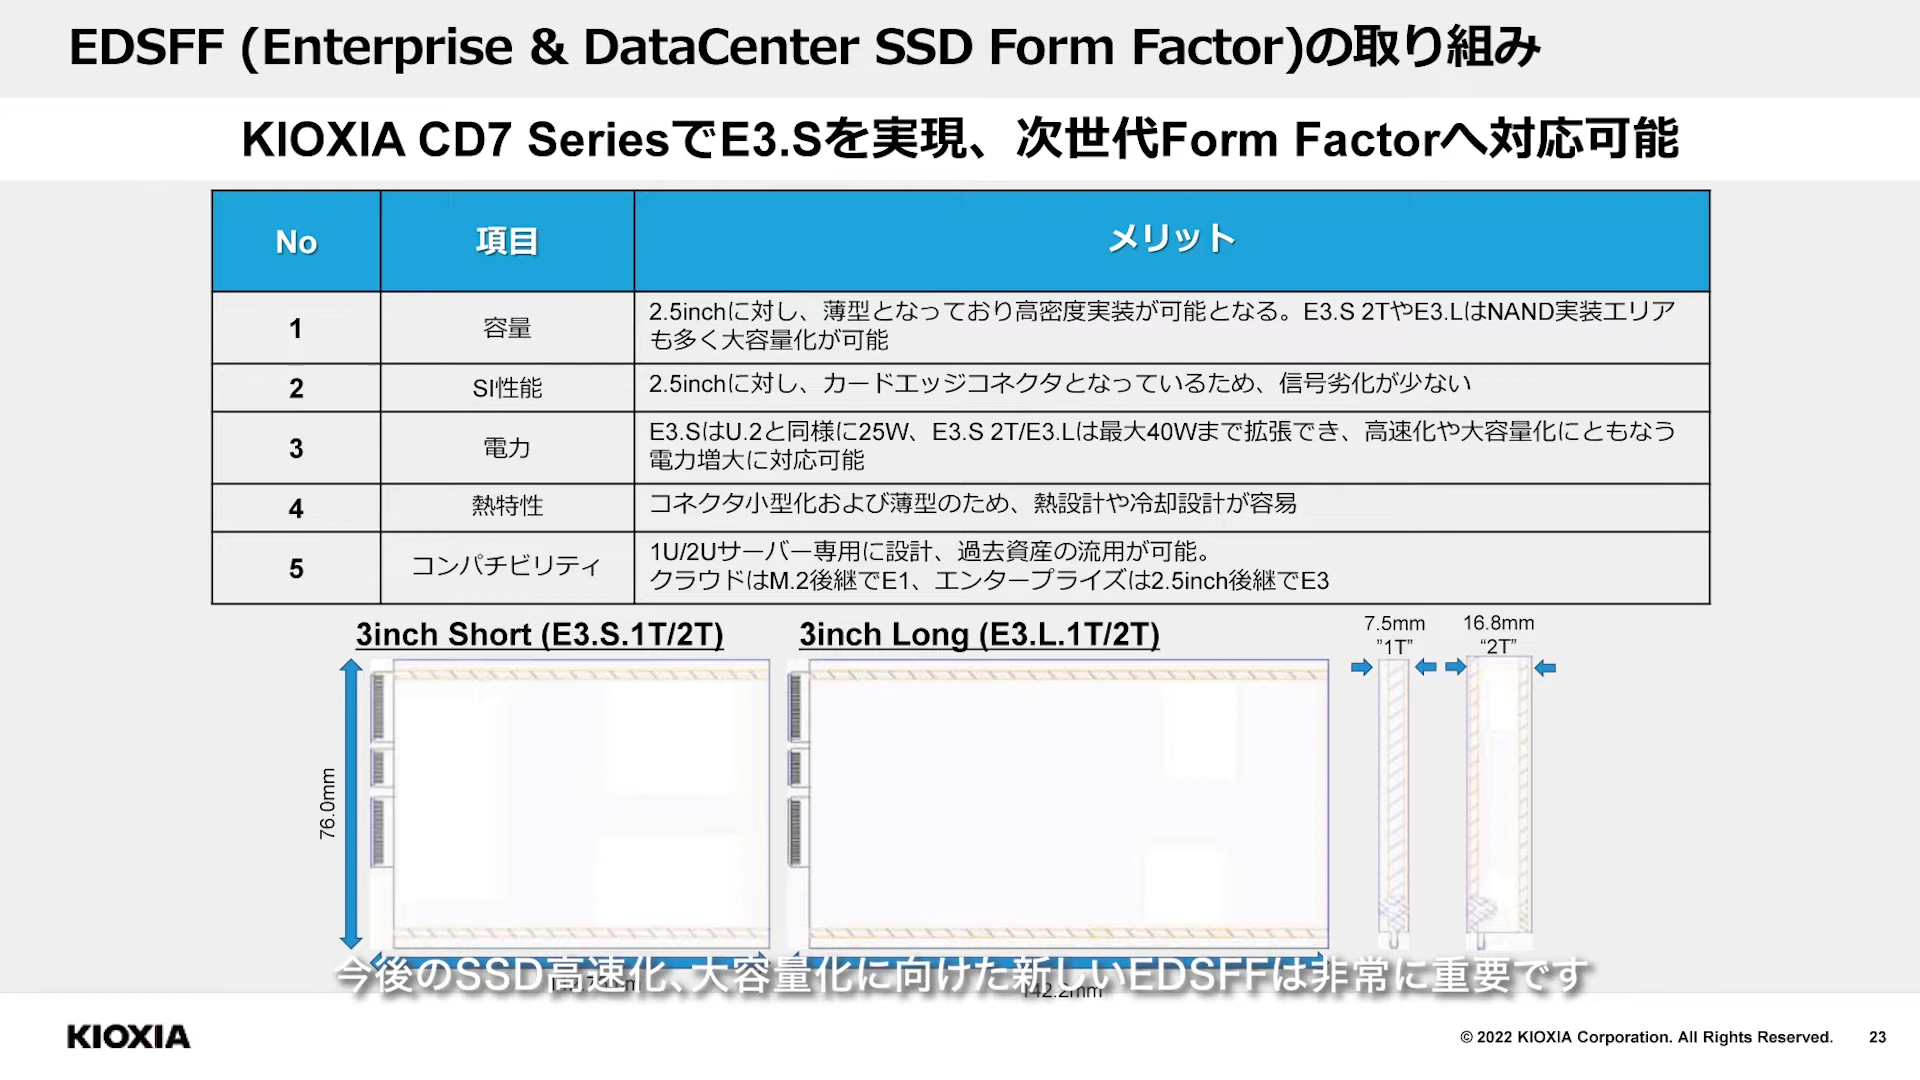 EDSFF (Enterprise & DataCenter SSD Form Factor)の取り組み
KIOXIA CD7 SeriesでE3.Sを実現、次世代Form Factorへ対応可能
No
項目
メリット
1
容量
2.5inchに対し、薄型となっており高密度実装が可能となる。E3.S 2TやE3.LはNAND実装エリア
も多く大容量化が可能
2
SI性能
2.5inchに対し、カードエッジコネクタとなっているため、信号劣化が少ない
3
電力
E3.SはU.2と同様に25W、E3.S 2T/E3.Lは最大40Wまで拡張でき、高速化や大容量化にともなう
電力増大に対応可能
4
熱特性
コネクタ小型化および薄型のため、熱設計や冷却設計が容易
5
コンパチビリティ
1U/2Uサーバー専用に設計、過去資産の流用が可能。
クラウドはM.2後継でE1、エンタープライズは2.5inch後継でE3
3inch Short (E3.S.1T/2T)
3inch Long (E3.L.1T/2T)
7.5mm
”1T”
16.8mm
“2T”
76.0mm
今後のSSD高速化、大容量化に向けた新しいEDSFFは非常に重要です
142.2mm
KIOXIA
© 2022 KIOXIA Corporation. All Rights Reserved.
23